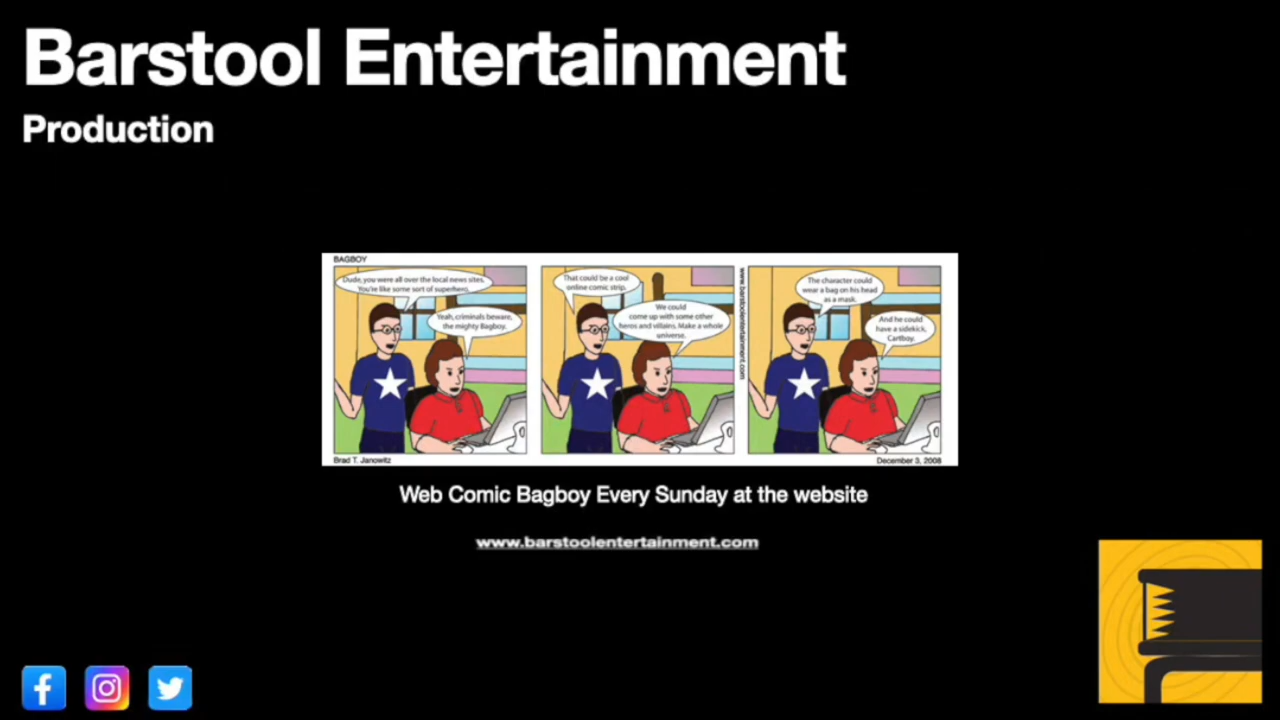 Barstool Entertainment
Production
BAGBOY
Dude, you were all over the local news sites.
You're like some sort of superhero.
Yeah, criminals beware,
the mighty Bagboy.
That could be a cool
online comic strip.
We could
come up with some other
heros and villains. Make a whole
universe.
www.barstoolentertainment.com
The character could
wear a bag on his head
as a mask.
And he could
have a sidekick,
Cartboy.
Brad T. Janowitz
December 3, 2008
Web Comic Bagboy Every Sunday at the website
www.barstoolentertainment.com